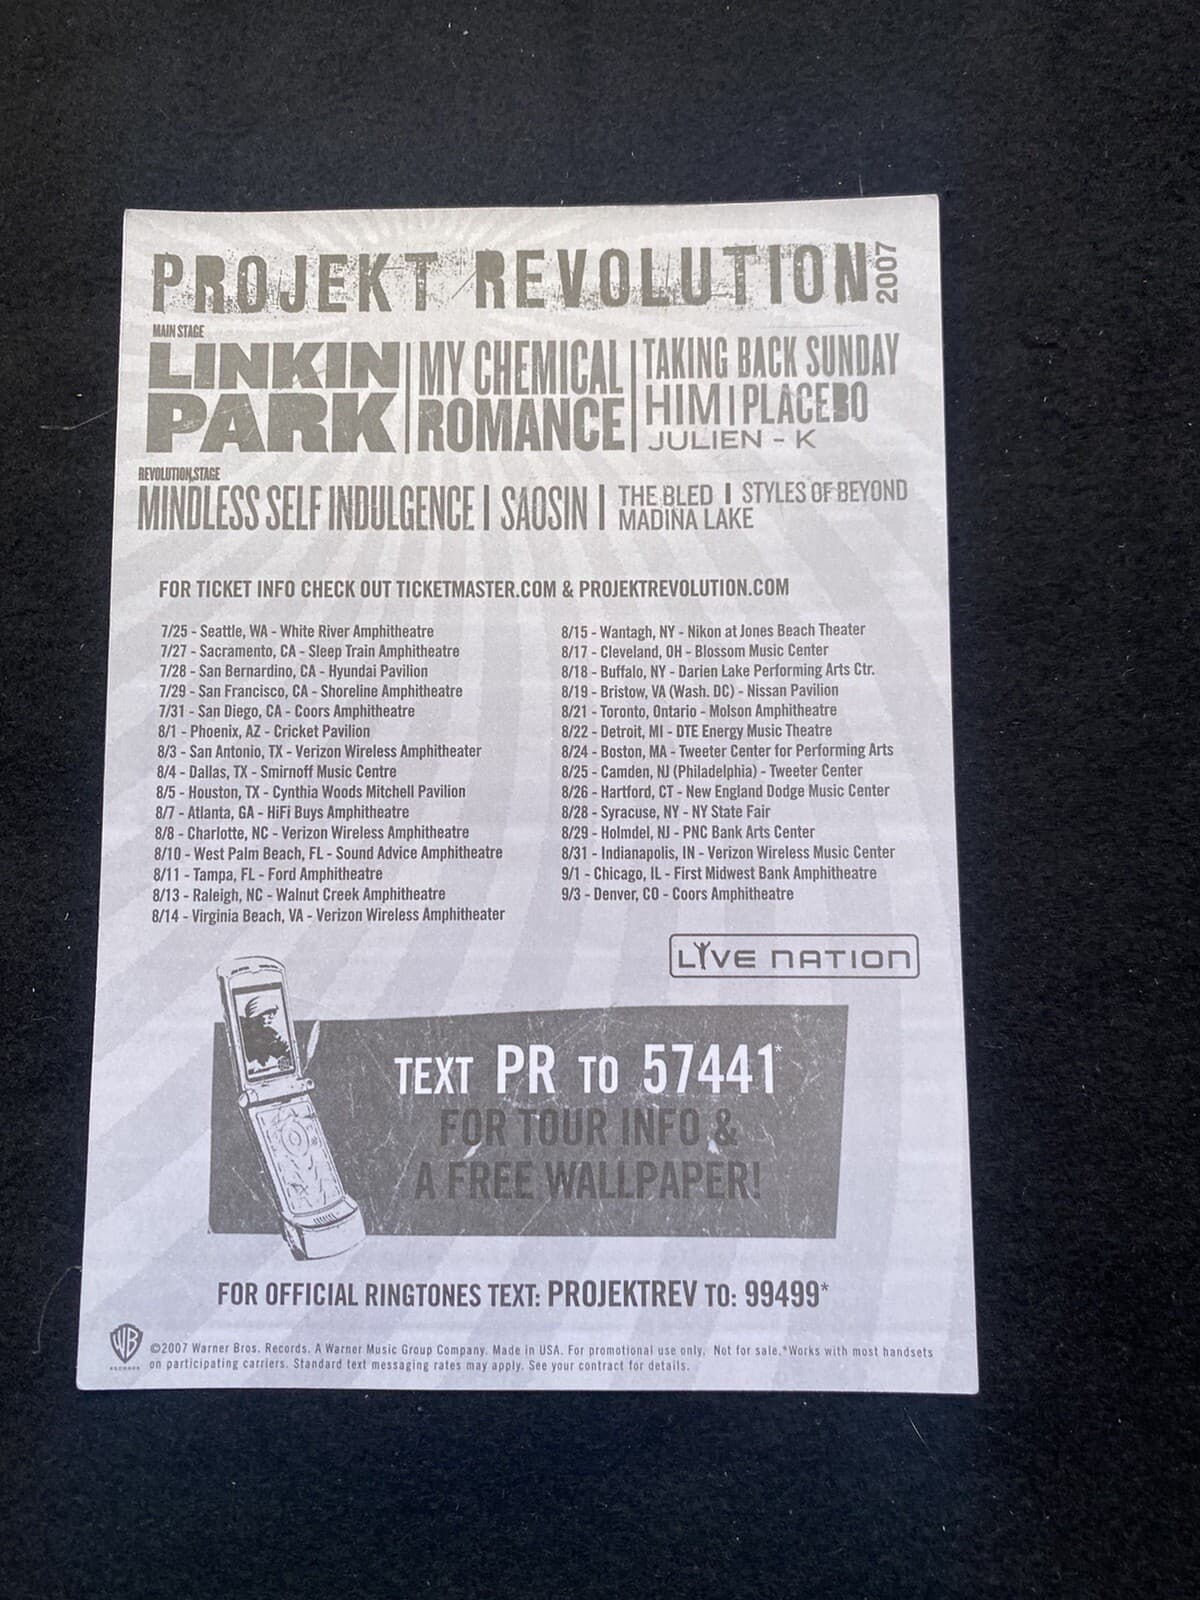 PROJEKT REVOLUTION 2007
MAIN STAGE
LINKIN PARK | MY CHEMICAL ROMANCE | TAKING BACK SUNDAY
HIM | PLACEBO
JULIEN - K
REVOLUTION STAGE
MINDLESS SELF INDULGENCE | SAOSIN | THE BLED | STYLES OF BEYOND
MADINA LAKE
FOR TICKET INFO CHECK OUT TICKETMASTER.COM & PROJEKTREVOLUTION.COM
7/25 - Seattle, WA - White River Amphitheatre
7/27 - Sacramento, CA - Sleep Train Amphitheatre
7/28 - San Bernardino, CA - Hyundai Pavilion
7/29 - San Francisco, CA - Shoreline Amphitheatre
7/31 - San Diego, CA - Coors Amphitheatre
8/1 - Phoenix, AZ - Cricket Pavilion
8/3 - San Antonio, TX - Verizon Wireless Amphitheater
8/4 - Dallas, TX - Smirnoff Music Centre
8/5 - Houston, TX - Cynthia Woods Mitchell Pavilion
8/7 - Atlanta, GA - HiFi Buys Amphitheatre
8/8 - Charlotte, NC - Verizon Wireless Amphitheatre
8/10 - West Palm Beach, FL - Sound Advice Amphitheatre
8/11 - Tampa, FL - Ford Amphitheatre
8/13 - Raleigh, NC - Walnut Creek Amphitheatre
8/14 - Virginia Beach, VA - Verizon Wireless Amphitheater
8/15 - Wantagh, NY - Nikon at Jones Beach Theater
8/17 - Cleveland, OH - Blossom Music Center
8/18 - Buffalo, NY - Darien Lake Performing Arts Ctr.
8/19 - Bristow, VA (Wash. DC) - Nissan Pavilion
8/21 - Toronto, Ontario - Molson Amphitheatre
8/22 - Detroit, MI - DTE Energy Music Theatre
8/24 - Boston, MA - Tweeter Center for Performing Arts
8/25 - Camden, NJ (Philadelphia) - Tweeter Center
8/26 - Hartford, CT - New England Dodge Music Center
8/28 - Syracuse, NY - NY State Fair
8/29 - Holmdel, NJ - PNC Bank Arts Center
8/31 - Indianapolis, IN - Verizon Wireless Music Center
9/1 - Chicago, IL - First Midwest Bank Amphitheatre
9/3 - Denver, CO - Coors Amphitheatre
LIVE NATION
TEXT PR TO 57441*
FOR TOUR INFO &
A FREE WALLPAPER!
FOR OFFICIAL RINGTONES TEXT: PROJEKTREV TO: 99499*
WB
RECORDS
©2007 Warner Bros. Records. A Warner Music Group Company. Made in USA. For promotional use only. Not for sale.*Works with most handsets
on participating carriers. Standard text messaging rates may apply. See your contract for details.